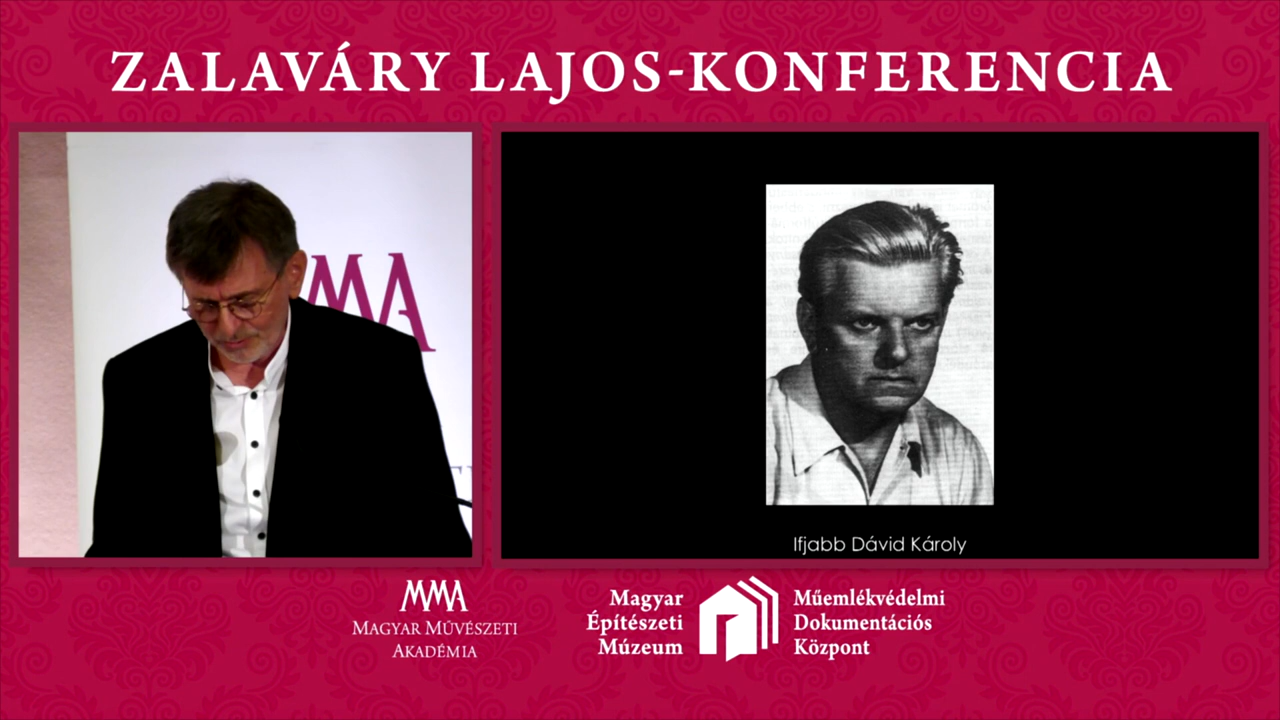 ZALAVÁRY LAJOS-KONFERENCIA
MMA
Ifjabb Dávid Károly
MMA
MAGYAR MŰVÉSZETI
AKADÉMIA
Magyar
Építészeti
Múzeum
Műemlékvédelmi
Dokumentációs
Központ